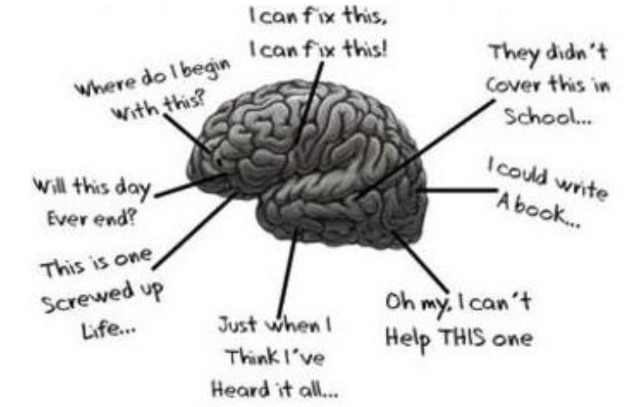 I can fix this,
I can fix this!
Where do I begin
With this?
They didn't
Cover this in
School...
Will this day
Ever end?
I could write
A book...
This is one
Screwed up
Life...
Just when I
Think I've
Heard it all...
Oh my, I can't
Help THIS one